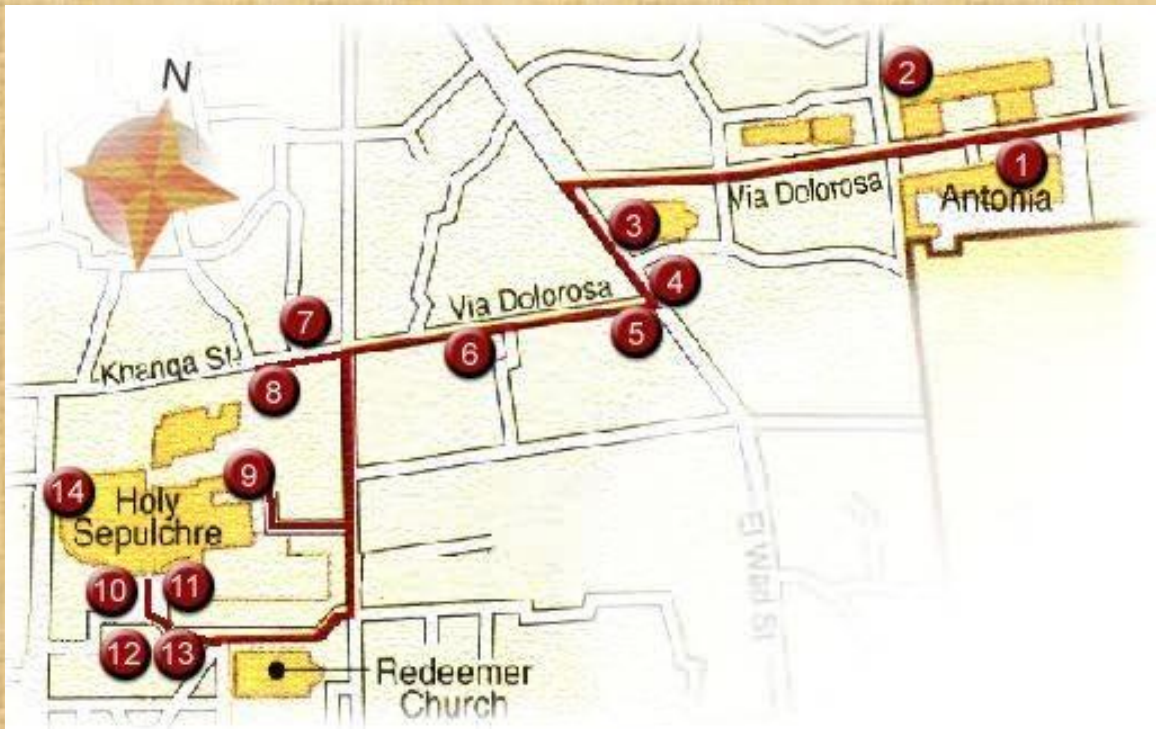 N
2
1
Via Dolorosa
Antonia
3
4
Via Dolorosa
5
7
6
Khanqa St.
8
9
14
Holy
Sepulchre
El Wad St
10
11
12
13
Redeemer
Church